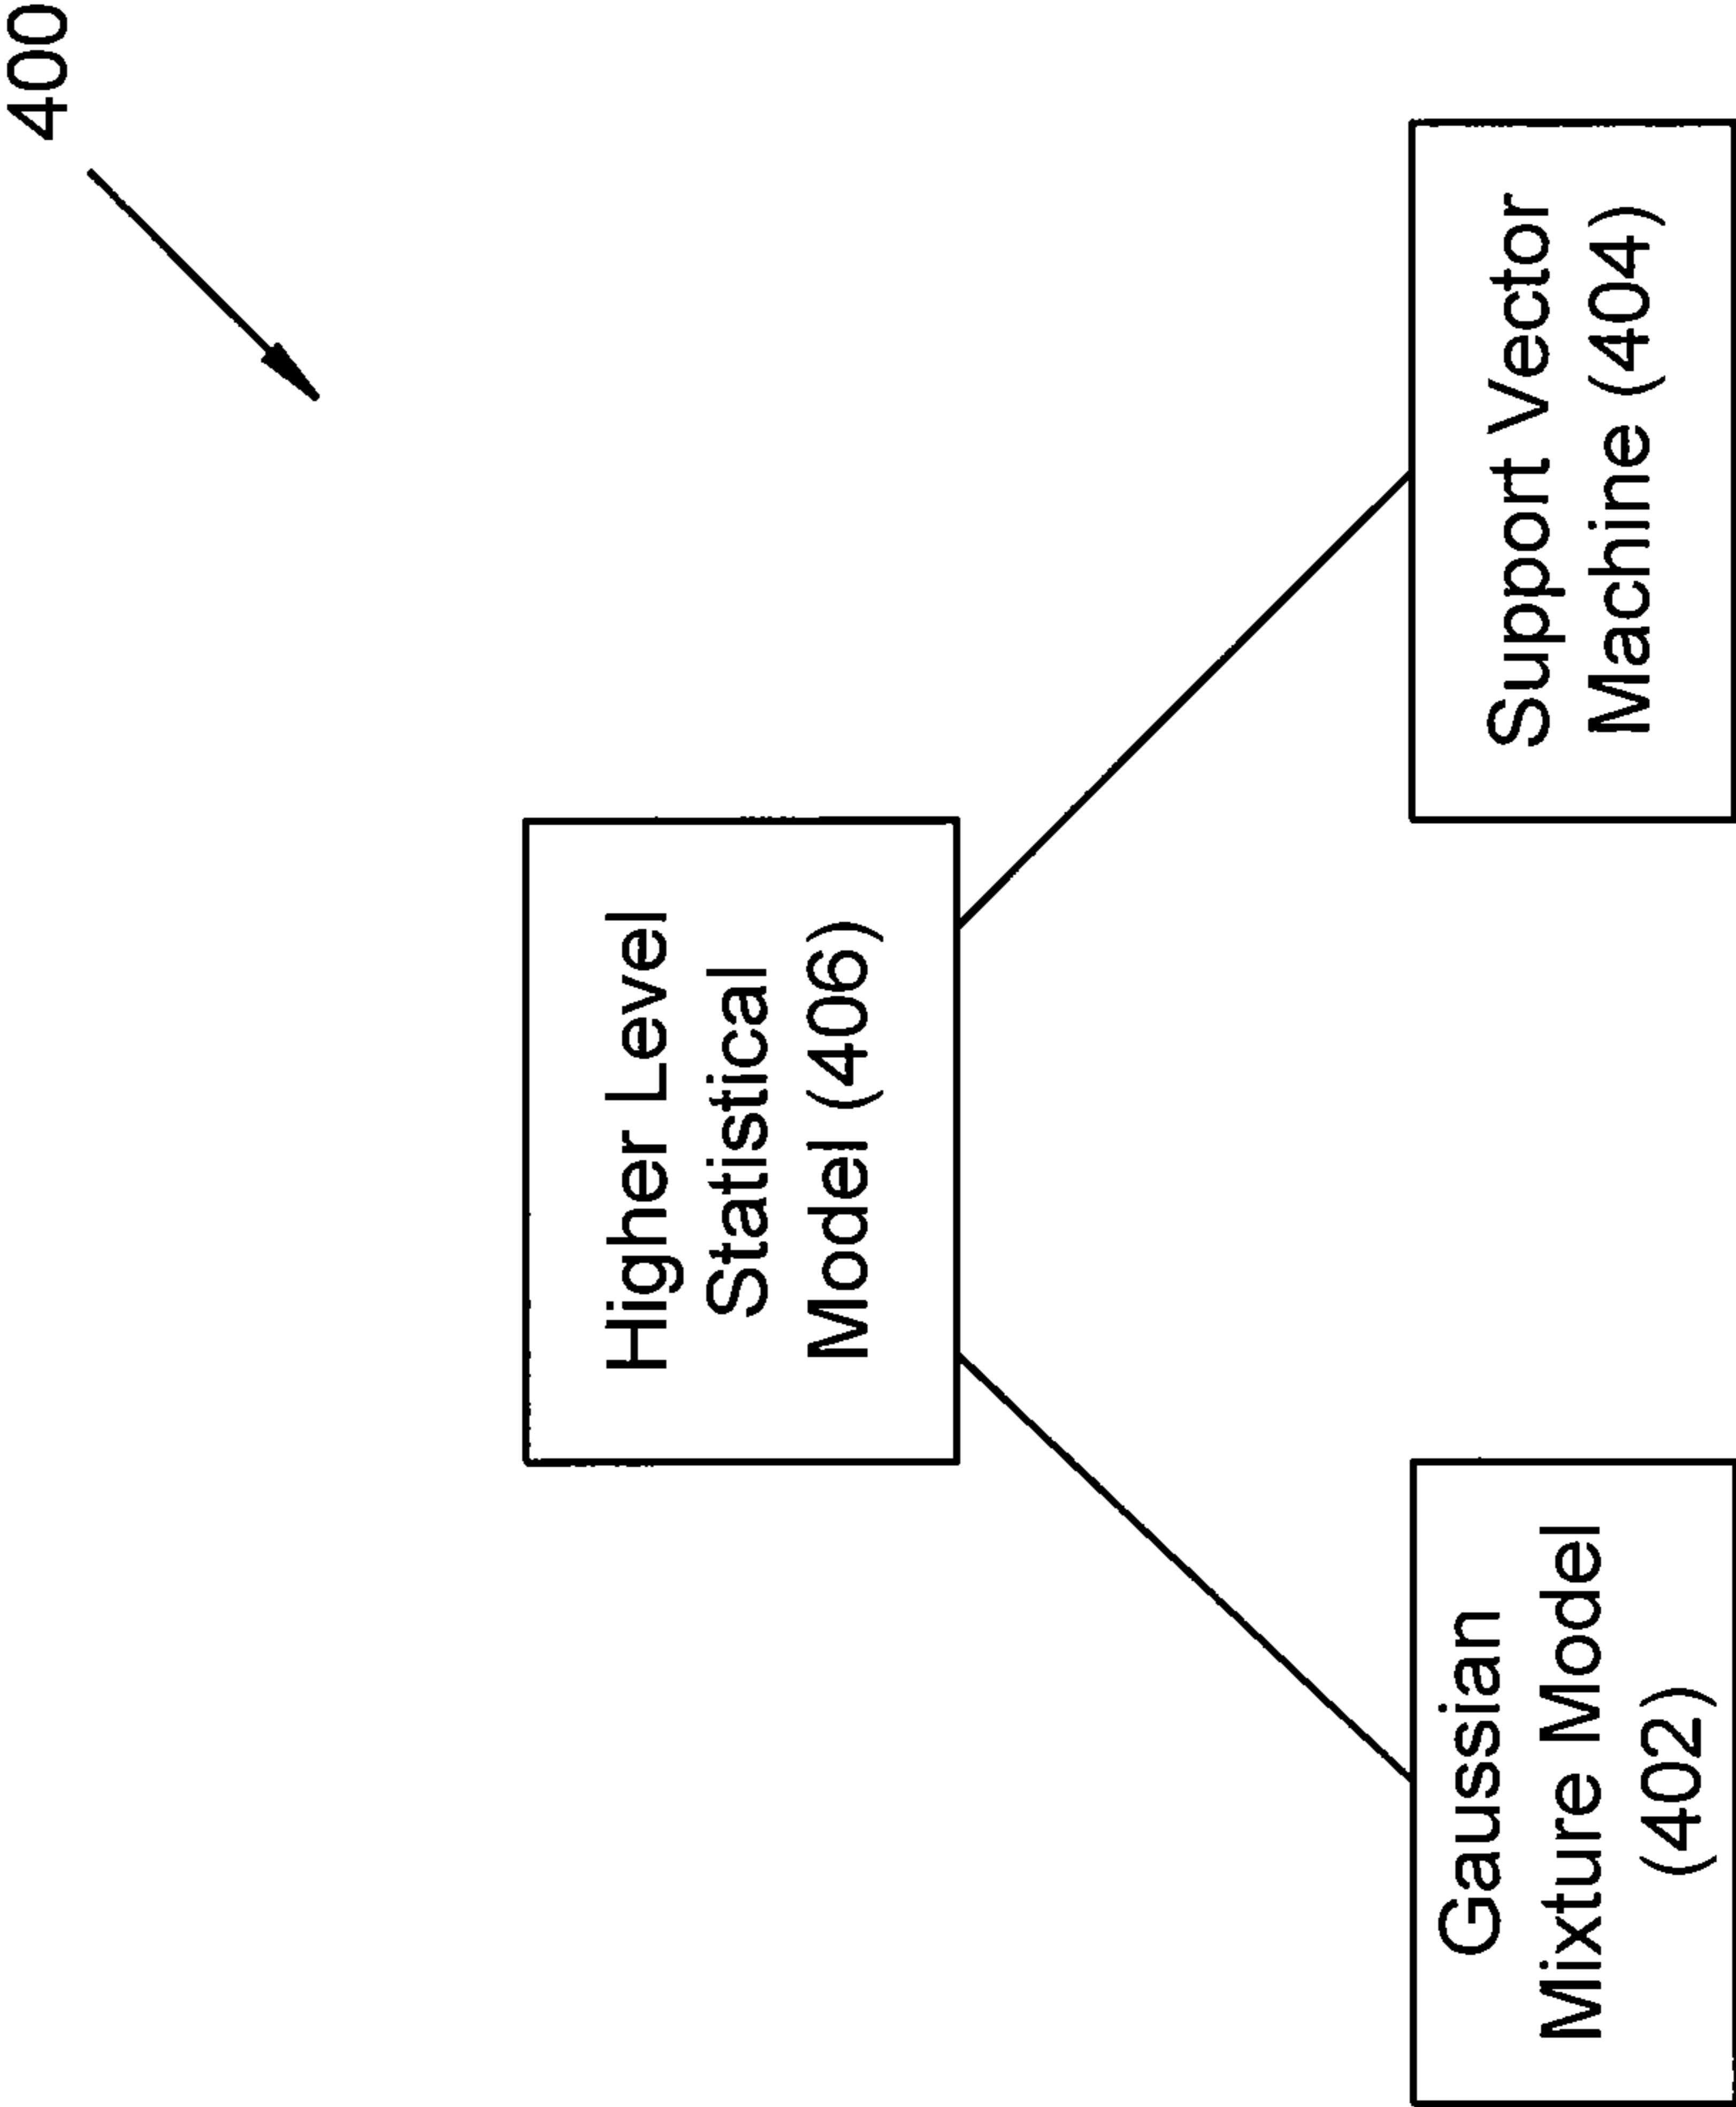 400
Higher Level
Statistical
Model (406)
Gaussian
Mixture Model
(402)
Support Vector
Machine (404)